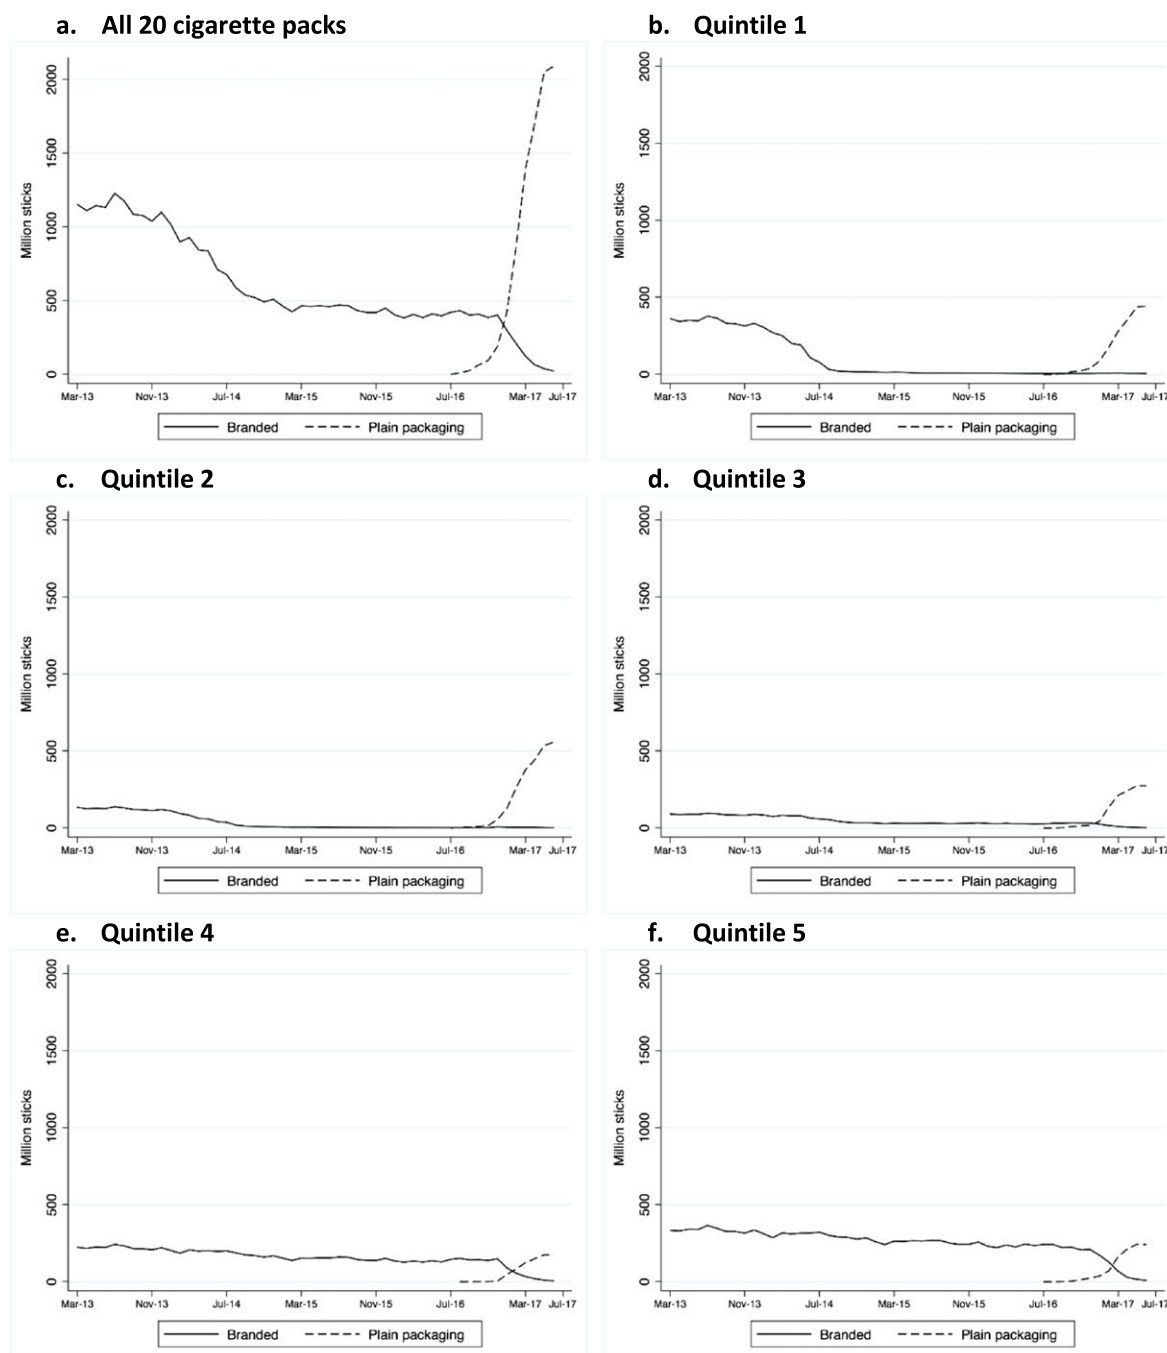 a. All 20 cigarette packs
2000
1500
1000
500
0
Million sticks
Mar-13 Nov-13 Jul-14 Mar-15 Nov-15 Jul-16 Mar-17 Jul-17
Branded Plain packaging
b. Quintile 1
2000
1500
1000
500
0
Million sticks
Mar-13 Nov-13 Jul-14 Mar-15 Nov-15 Jul-16 Mar-17 Jul-17
Branded Plain packaging
c. Quintile 2
2000
1500
1000
500
0
Million sticks
Mar-13 Nov-13 Jul-14 Mar-15 Nov-15 Jul-16 Mar-17 Jul-17
Branded Plain packaging
d. Quintile 3
2000
1500
1000
500
0
Million sticks
Mar-13 Nov-13 Jul-14 Mar-15 Nov-15 Jul-16 Mar-17 Jul-17
Branded Plain packaging
e. Quintile 4
2000
1500
1000
500
0
Million sticks
Mar-13 Nov-13 Jul-14 Mar-15 Nov-15 Jul-16 Mar-17 Jul-17
Branded Plain packaging
f. Quintile 5
2000
1500
1000
500
0
Million sticks
Mar-13 Nov-13 Jul-14 Mar-15 Nov-15 Jul-16 Mar-17 Jul-17
Branded Plain packaging